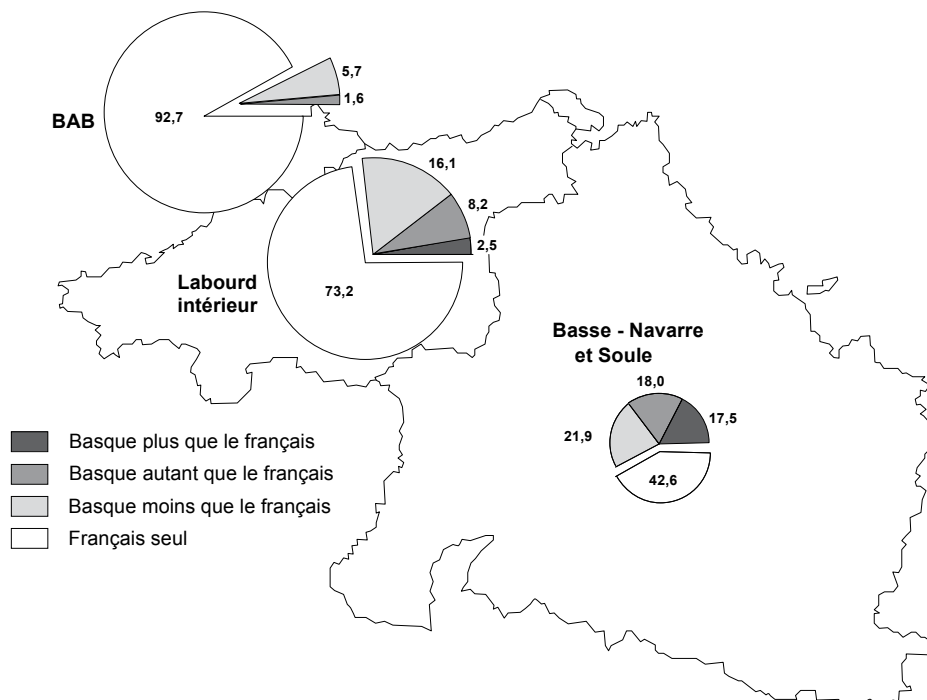 5,7
1,6
92,7
BAB
16,1
8,2
2,5
73,2
Labourd
intérieur
Basse - Navarre
et Soule
18,0
17,5
21,9
42,6
Basque plus que le français
Basque autant que le français
Basque moins que le français
Français seul